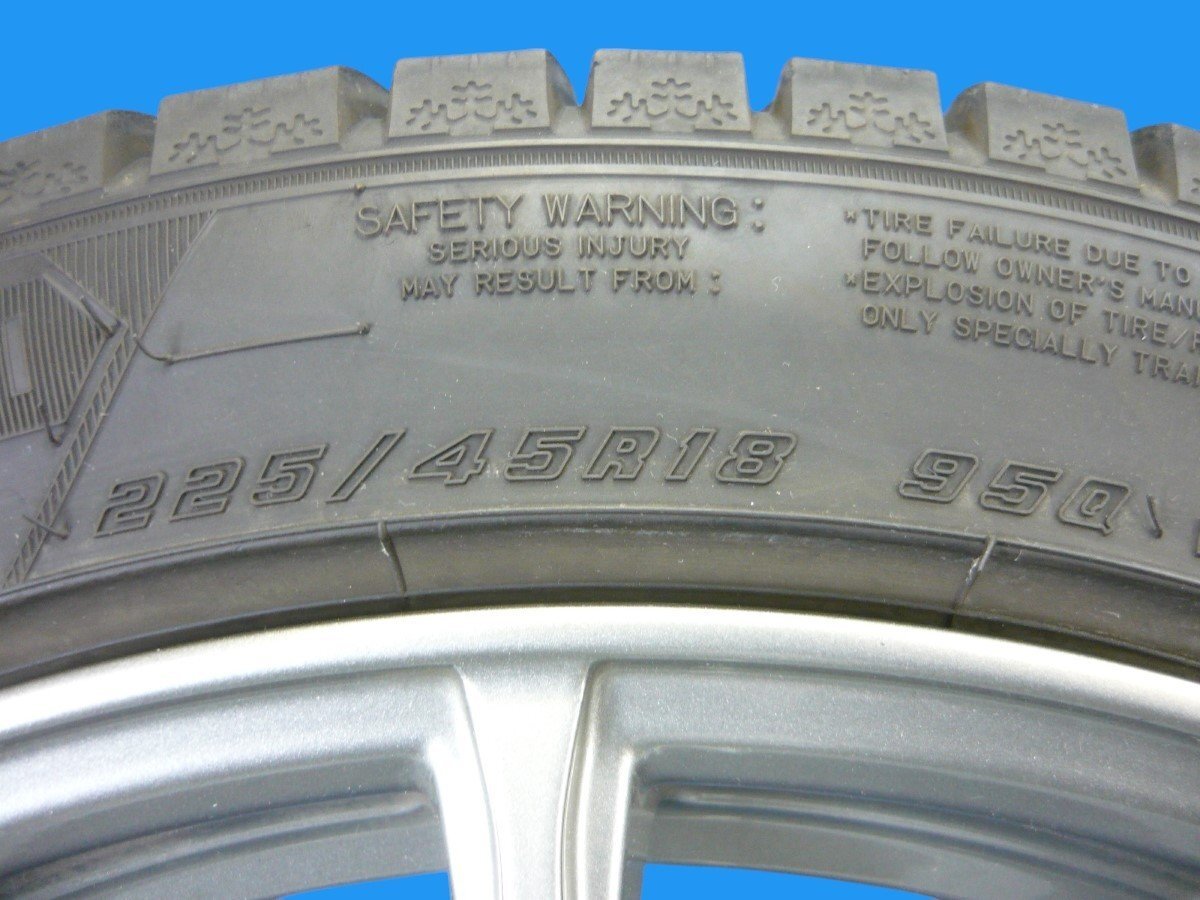 SAFETY WARNING:
SERIOUS INJURY
MAY RESULT FROM:
*TIRE FAILURE DUE TO
FOLLOW OWNER'S
*EXPLOSION OF TIRE/
ONLY SPECIALLY
225/45R18 95Q